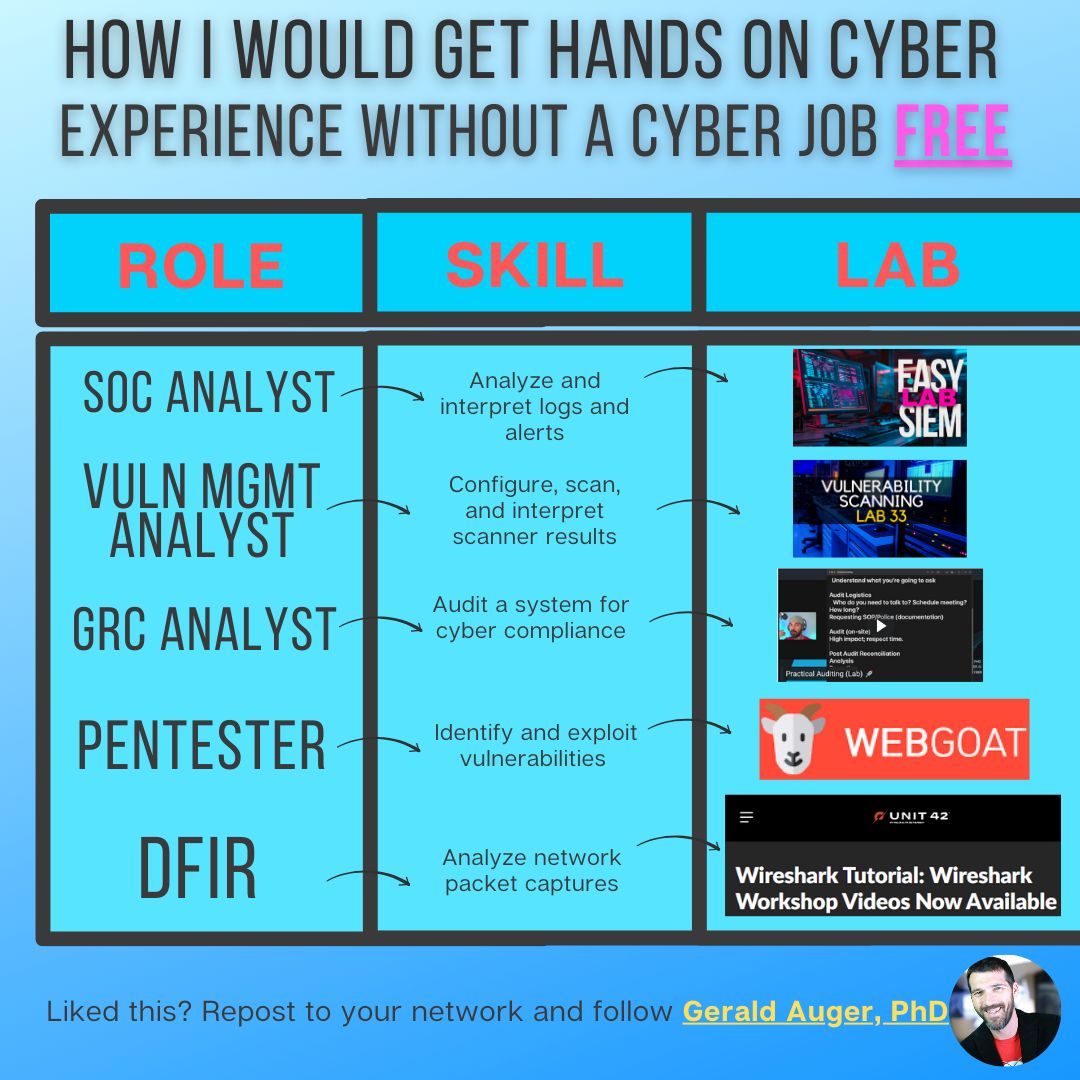 HOW I WOULD GET HANDS ON CYBER
EXPERIENCE WITHOUT A CYBER JOB FREE
ROLE
SKILL
LAB
SOC ANALYST
Analyze and
interpret logs and
alerts
EASY
LAB
SIEM
VULN MGMT
ANALYST
Configure, scan,
and interpret
scanner results
VULNERABILITY
SCANNING
LAB 33
GRC ANALYST
Audit a system for
cyber compliance
Understand what you're going to ask
Audit Logistics
Who do you need to talk to? Schedule meeting?
How long?
Requesting SOP/Police (documentation)
Audit (on-site)
High impact; respect time.
Post Audit Reconciliation
Analysis
Practical Auditing (Lab)
PENTESTER
Identify and exploit
vulnerabilities
WEBGOAT
DFIR
Analyze network
packet captures
UNIT 42
Wireshark Tutorial: Wireshark
Workshop Videos Now Available
Liked this? Repost to your network and follow Gerald Auger, PhD